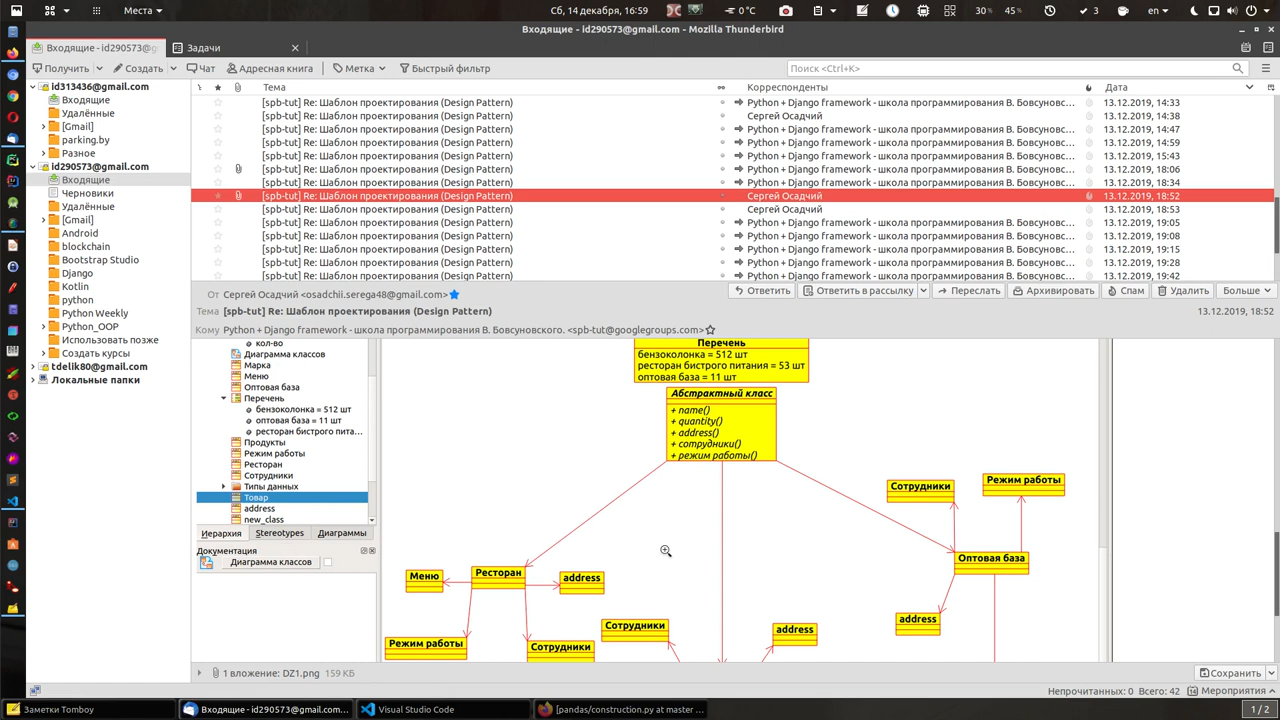 Места
Сб, 14 декабря, 16:59
0°C
30%
45%
3
en
Входящие - id290573@gmail.com - Mozilla Thunderbird
Входящие - id290573@g
Задачи
Получить
Создать
Чат
Адресная книга
Метка
Быстрый фильтр
Поиск <Ctrl+K>
id313436@gmail.com
Входящие
Удалённые
[Gmail]
parking.by
Разное
id290573@gmail.com
Входящие
Черновики
Удалённые
[Gmail]
Android
blockchain
Bootstrap Studio
Django
Kotlin
python
Python Weekly
Python_OOP
Использовать позже
Создать курсы
tdelik80@gmail.com
Локальные папки
Тема Корреспонденты Дата
[spb-tut] Re: Шаблон проектирования (Design Pattern) Python + Django framework - школа программирования В. Бовсуновс... 13.12.2019, 14:33
[spb-tut] Re: Шаблон проектирования (Design Pattern) Сергей Осадчий 13.12.2019, 14:38
[spb-tut] Re: Шаблон проектирования (Design Pattern) Python + Django framework - школа программирования В. Бовсуновс... 13.12.2019, 14:47
[spb-tut] Re: Шаблон проектирования (Design Pattern) Python + Django framework - школа программирования В. Бовсуновс... 13.12.2019, 14:59
[spb-tut] Re: Шаблон проектирования (Design Pattern) Python + Django framework - школа программирования В. Бовсуновс... 13.12.2019, 15:43
[spb-tut] Re: Шаблон проектирования (Design Pattern) Python + Django framework - школа программирования В. Бовсуновс... 13.12.2019, 18:06
[spb-tut] Re: Шаблон проектирования (Design Pattern) Python + Django framework - школа программирования В. Бовсуновс... 13.12.2019, 18:34
[spb-tut] Re: Шаблон проектирования (Design Pattern) Сергей Осадчий 13.12.2019, 18:52
[spb-tut] Re: Шаблон проектирования (Design Pattern) Сергей Осадчий 13.12.2019, 18:53
[spb-tut] Re: Шаблон проектирования (Design Pattern) Python + Django framework - школа программирования В. Бовсуновс... 13.12.2019, 19:05
[spb-tut] Re: Шаблон проектирования (Design Pattern) Python + Django framework - школа программирования В. Бовсуновс... 13.12.2019, 19:08
[spb-tut] Re: Шаблон проектирования (Design Pattern) Python + Django framework - школа программирования В. Бовсуновс... 13.12.2019, 19:15
[spb-tut] Re: Шаблон проектирования (Design Pattern) Python + Django framework - школа программирования В. Бовсуновс... 13.12.2019, 19:28
[spb-tut] Re: Шаблон проектирования (Design Pattern) Python + Django framework - школа программирования В. Бовсуновс... 13.12.2019, 19:42
От Сергей Осадчий <osadchii.serega48@gmail.com>
Ответить
Ответить в рассылку
Переслать
Архивировать
Спам
Удалить
Больше
Тема [spb-tut] Re: Шаблон проектирования (Design Pattern) 13.12.2019, 18:52
Кому Python + Django framework - школа программирования В. Бовсуновского. <spb-tut@googlegroups.com>
кол-во
Диаграмма классов
Марка
Меню
Оптовая база
Перечень
бензоколонка = 512 шт
оптовая база = 11 шт
ресторан бистрого пита...
Продукты
Режим работы
Ресторан
Сотрудники
Типы данных
Товар
address
new_class
Иерархия
Stereotypes
Диаграммы
Документация
Диаграмма классов
Перечень
бензоколонка = 512 шт
ресторан бистрого питания = 53 шт
оптовая база = 11 шт
Абстрактный класс
+ name()
+ quantity()
+ address()
+ сотрудники()
+ режим работы()
Сотрудники
Режим работы
Оптовая база
Меню
Ресторан
address
address
Сотрудники
address
Режим работы
Сотрудники
1 вложение: DZ1.png 159 КБ
Сохранить
Непрочитанных: 0 Всего: 42
Мероприятия
Заметки Tomboy
Входящие - id290573@gmail.com...
Visual Studio Code
[pandas/construction.py at master ...
1 / 2